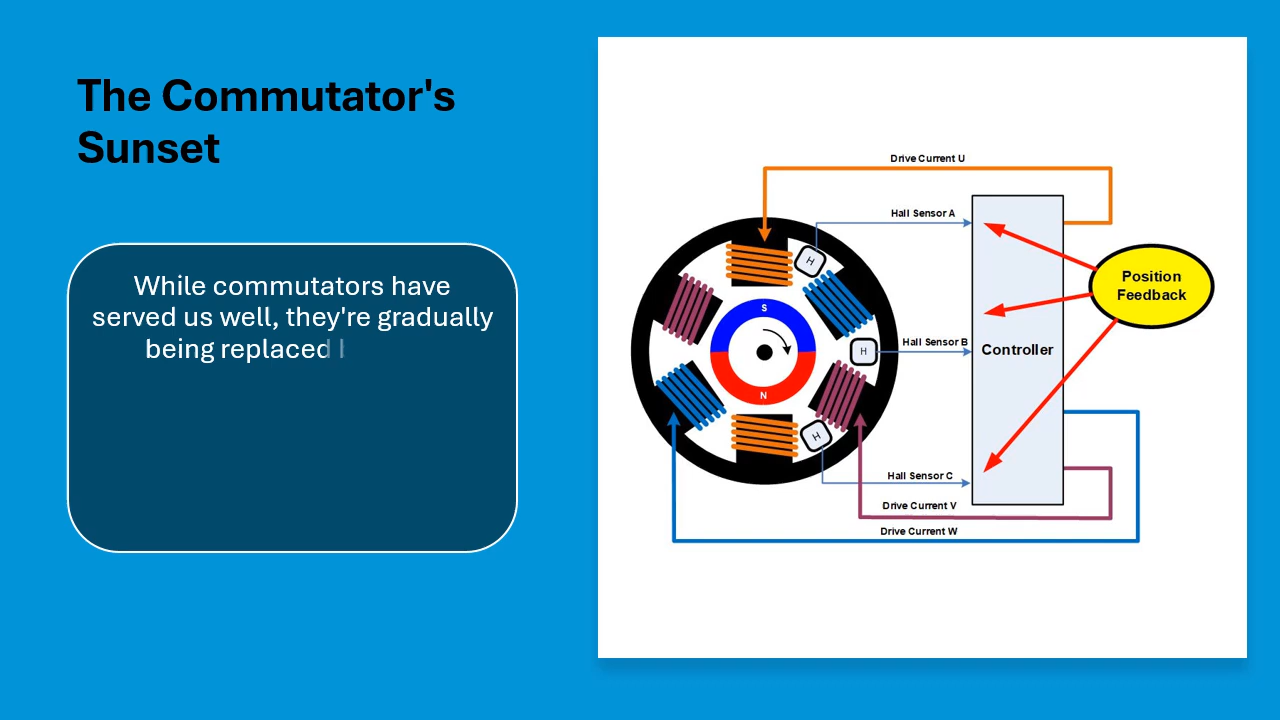 The Commutator's
Sunset
While commutators have
served us well, they're gradually
being replaced
Drive Current U
Hall Sensor A
H
S
Position
Feedback
Hall Sensor B
H
Controller
N
H
Hall Sensor C
Drive Current V
Drive Current W